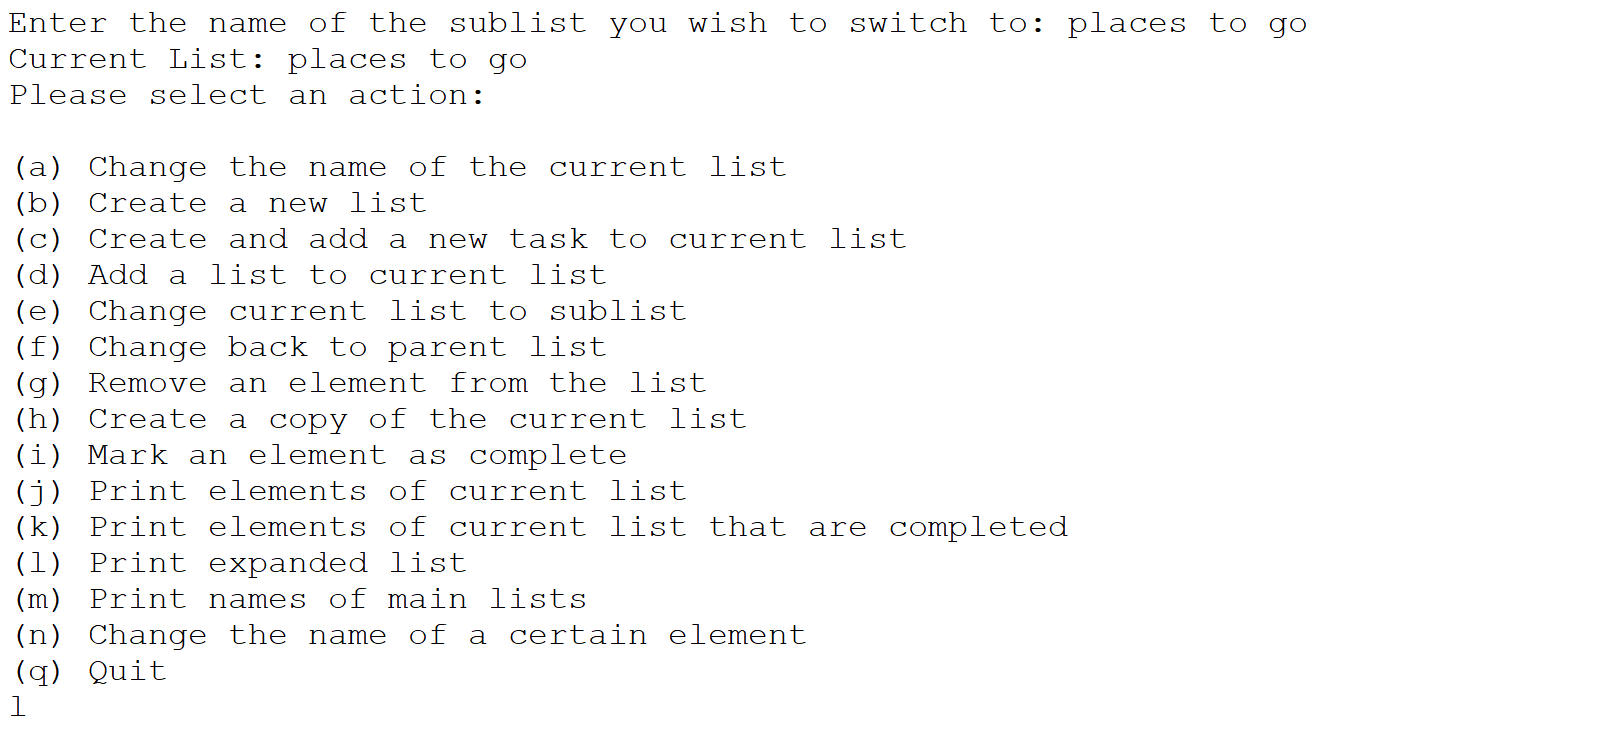 Enter the name of the sublist you wish to switch to: places to go
Current List: places to go
Please select an action:
(a) Change the name of the current list
(b) Create a new list
(c) Create and add a new task to current list
(d) Add a list to current list
(e) Change current list to sublist
(f) Change back to parent list
(g) Remove an element from the list
(h) Create a copy of the current list
(i) Mark an element as complete
(j) Print elements of current list
(k) Print elements of current list that are completed
(l) Print expanded list
(m) Print names of main lists
(n) Change the name of a certain element
(q) Quit
l